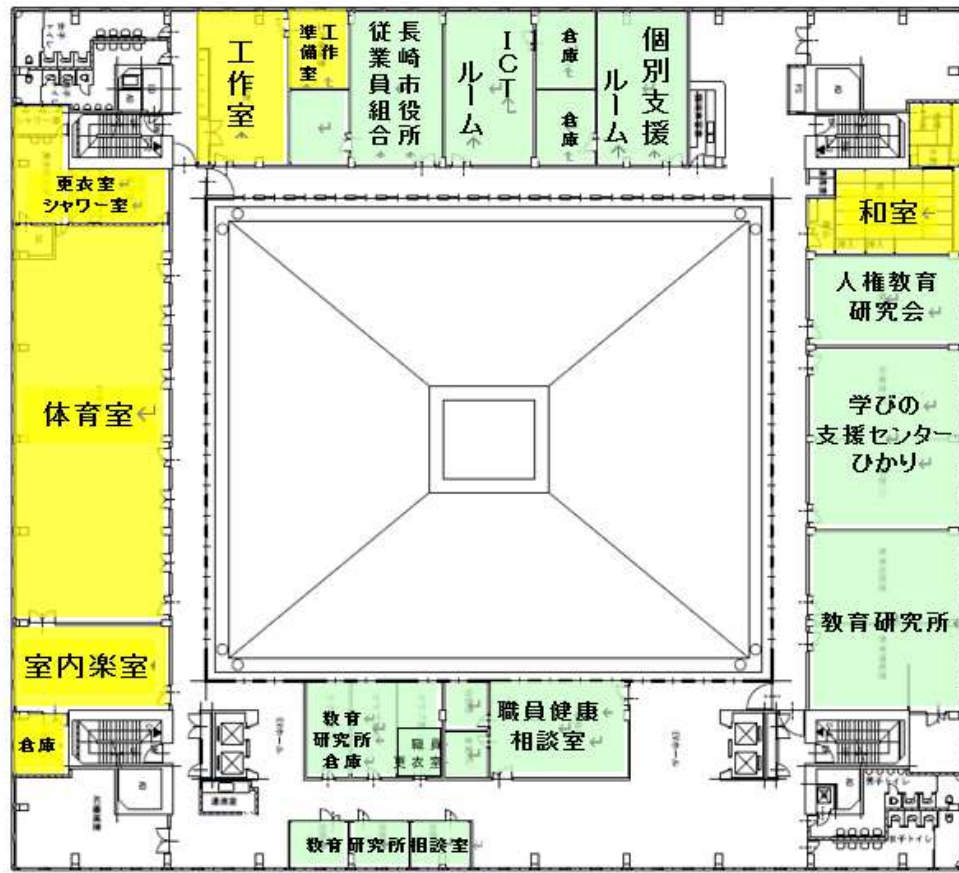 工作室
工作
準備室
長崎市役所
従業員組合
ICT
ルーム
倉庫
倉庫
個別支援
ルーム
更衣室
シャワー室
和室
人権教育
研究会
体育室
学びの
支援センター
ひかり
教育研究所
室内楽室
倉庫
教育
研究所
倉庫
職員
更衣室
職員健康
相談室
教育 研究所 相談室